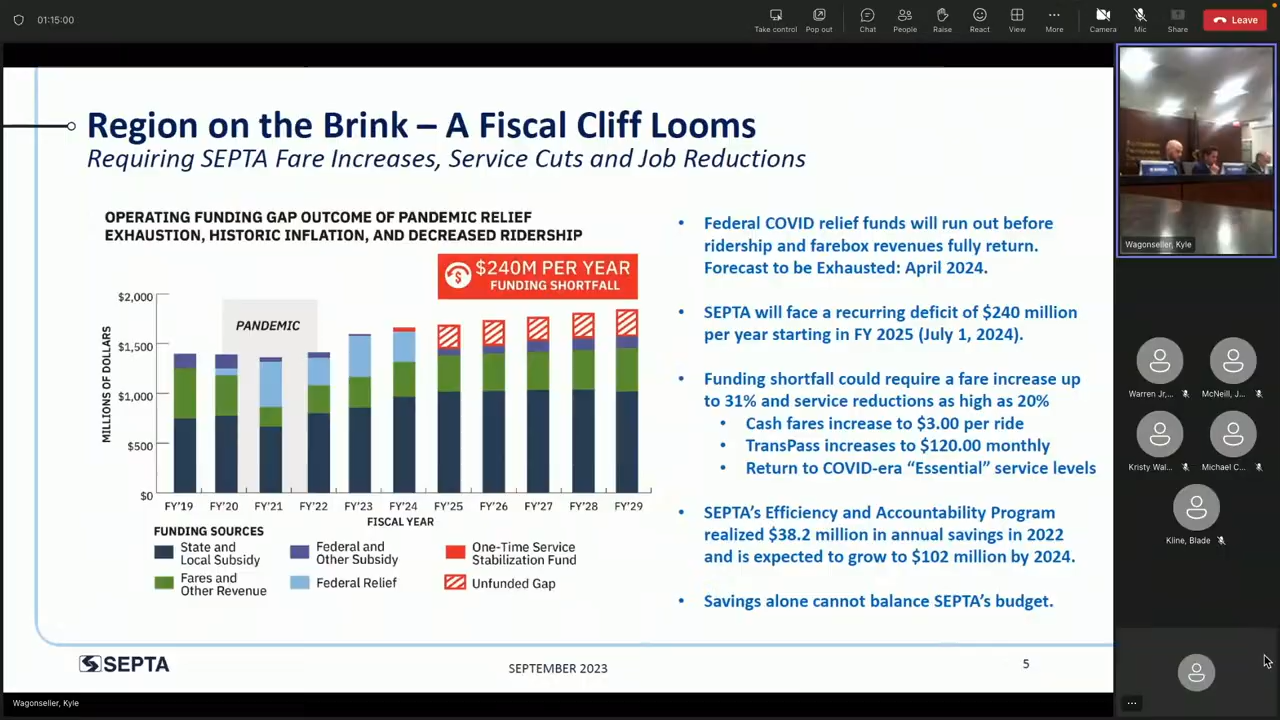 01:15:00
Take control
Pop out
Chat
People
Raise
React
View
More
Camera
Mic
Share
Leave
Region on the Brink – A Fiscal Cliff Looms
Requiring SEPTA Fare Increases, Service Cuts and Job Reductions
OPERATING FUNDING GAP OUTCOME OF PANDEMIC RELIEF
EXHAUSTION, HISTORIC INFLATION, AND DECREASED RIDERSHIP
$240M PER YEAR
FUNDING SHORTFALL
PANDEMIC
MILLIONS OF DOLLARS
$2,000
$1,500
$1,000
$500
$0
FY'19 FY'20 FY'21 FY'22 FY'23 FY'24 FY'25 FY'26 FY'27 FY'28 FY'29
FISCAL YEAR
FUNDING SOURCES
State and
Local Subsidy
Fares and
Other Revenue
Federal and
Other Subsidy
Federal Relief
One-Time Service
Stabilization Fund
Unfunded Gap
• Federal COVID relief funds will run out before
ridership and farebox revenues fully return.
Forecast to be Exhausted: April 2024.
• SEPTA will face a recurring deficit of $240 million
per year starting in FY 2025 (July 1, 2024).
• Funding shortfall could require a fare increase up
to 31% and service reductions as high as 20%
• Cash fares increase to $3.00 per ride
• TransPass increases to $120.00 monthly
• Return to COVID-era “Essential” service levels
• SEPTA’s Efficiency and Accountability Program
realized $38.2 million in annual savings in 2022
and is expected to grow to $102 million by 2024.
• Savings alone cannot balance SEPTA’s budget.
SEPTA
SEPTEMBER 2023
5
Wagonseller, Kyle
Wagonseller, Kyle
Warren Jr,...
McNeill, J...
Kristy Wal...
Michael C...
Kline, Blade